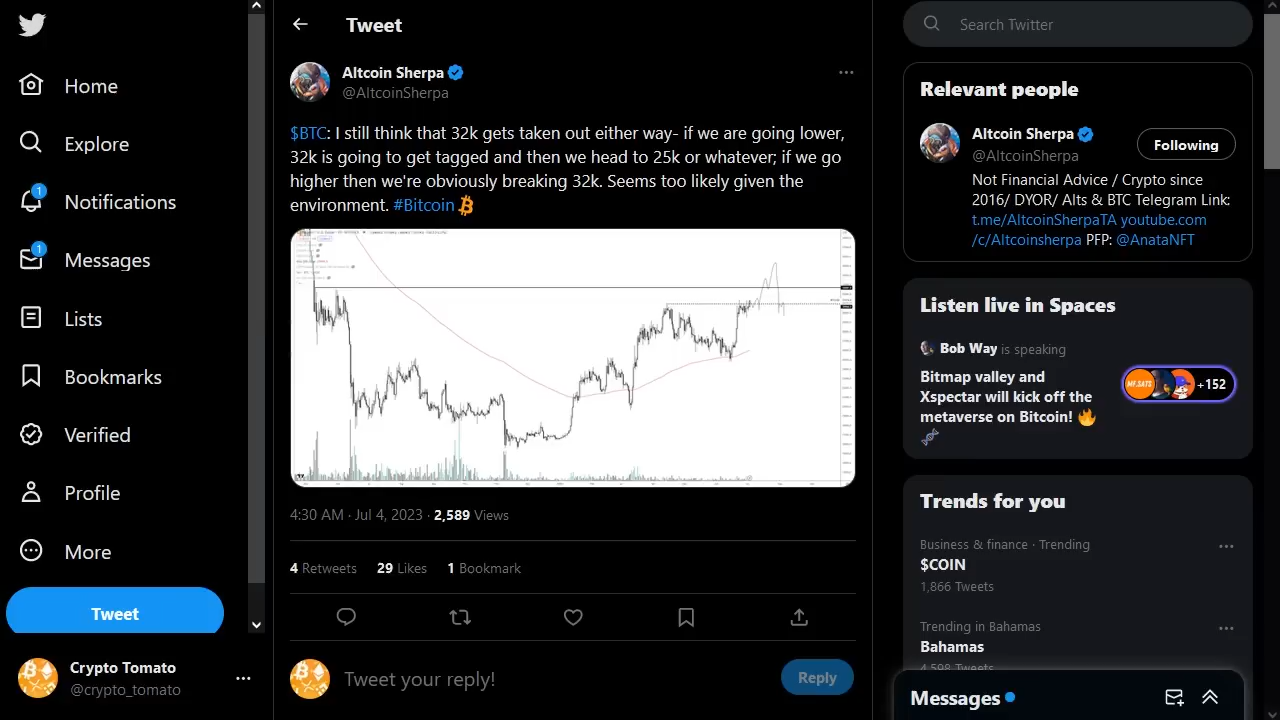 Home
Explore
Notifications
1
Messages
1
Lists
Bookmarks
Verified
Profile
More
Tweet
Crypto Tomato
@crypto_tomato
Tweet
Altcoin Sherpa
@AltcoinSherpa
$BTC: I still think that 32k gets taken out either way- if we are going lower,
32k is going to get tagged and then we head to 25k or whatever; if we go
higher then we're obviously breaking 32k. Seems too likely given the
environment. #Bitcoin
4:30 AM · Jul 4, 2023 · 2,589 Views
4 Retweets 29 Likes 1 Bookmark
Tweet your reply!
Reply
Search Twitter
Relevant people
Altcoin Sherpa
@AltcoinSherpa
Following
Not Financial Advice / Crypto since
2016/ DYOR/ Alts & BTC Telegram Link:
t.me/AltcoinSherpaTA youtube.com
/c/Altcoinsherpa PFP: @AnataNFT
Listen live in Spaces
Bob Way is speaking
Bitmap valley and
Xspectar will kick off the
metaverse on Bitcoin!
MF.SATS
+152
Trends for you
Business & finance · Trending
$COIN
1,866 Tweets
Trending in Bahamas
Bahamas
4,598 Tweets
Messages